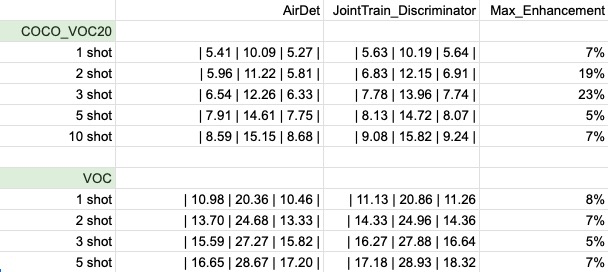 AirDet JointTrain_Discriminator Max_Enhancement
COCO_VOC20
1 shot | 5.41 | 10.09 | 5.27 | | 5.63 | 10.19 | 5.64 | 7%
2 shot | 5.96 | 11.22 | 5.81 | | 6.83 | 12.15 | 6.91 | 19%
3 shot | 6.54 | 12.26 | 6.33 | | 7.78 | 13.96 | 7.74 | 23%
5 shot | 7.91 | 14.61 | 7.75 | | 8.13 | 14.72 | 8.07 | 5%
10 shot | 8.59 | 15.15 | 8.68 | | 9.08 | 15.82 | 9.24 | 7%
VOC
1 shot | 10.98 | 20.36 | 10.46 | | 11.13 | 20.86 | 11.26 8%
2 shot | 13.70 | 24.68 | 13.33 | | 14.33 | 24.96 | 14.36 7%
3 shot | 15.59 | 27.27 | 15.82 | | 16.27 | 27.88 | 16.64 5%
5 shot | 16.65 | 28.67 | 17.20 | | 17.18 | 28.93 | 18.32 7%